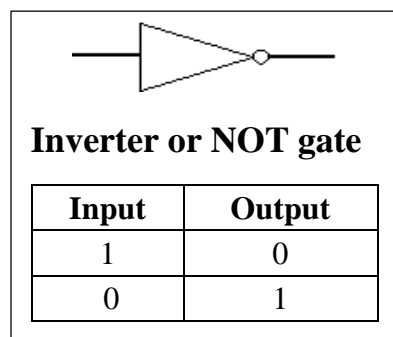 Inverter or NOT gate
Input Output
1 0
0 1